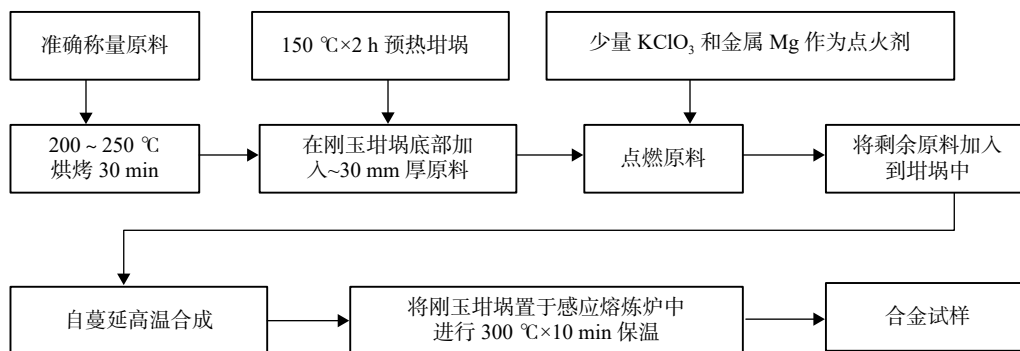 准确称量原料
150 ℃×2 h 预热坩埚
少量 KClO₃ 和金属 Mg 作为点火剂
200 ~ 250 ℃
烘烤 30 min
在刚玉坩埚底部加
入~30 mm 厚原料
点燃原料
将剩余原料加入
到坩埚中
自蔓延高温合成
将刚玉坩埚置于感应熔炼炉中
进行 300 ℃×10 min 保温
合金试样